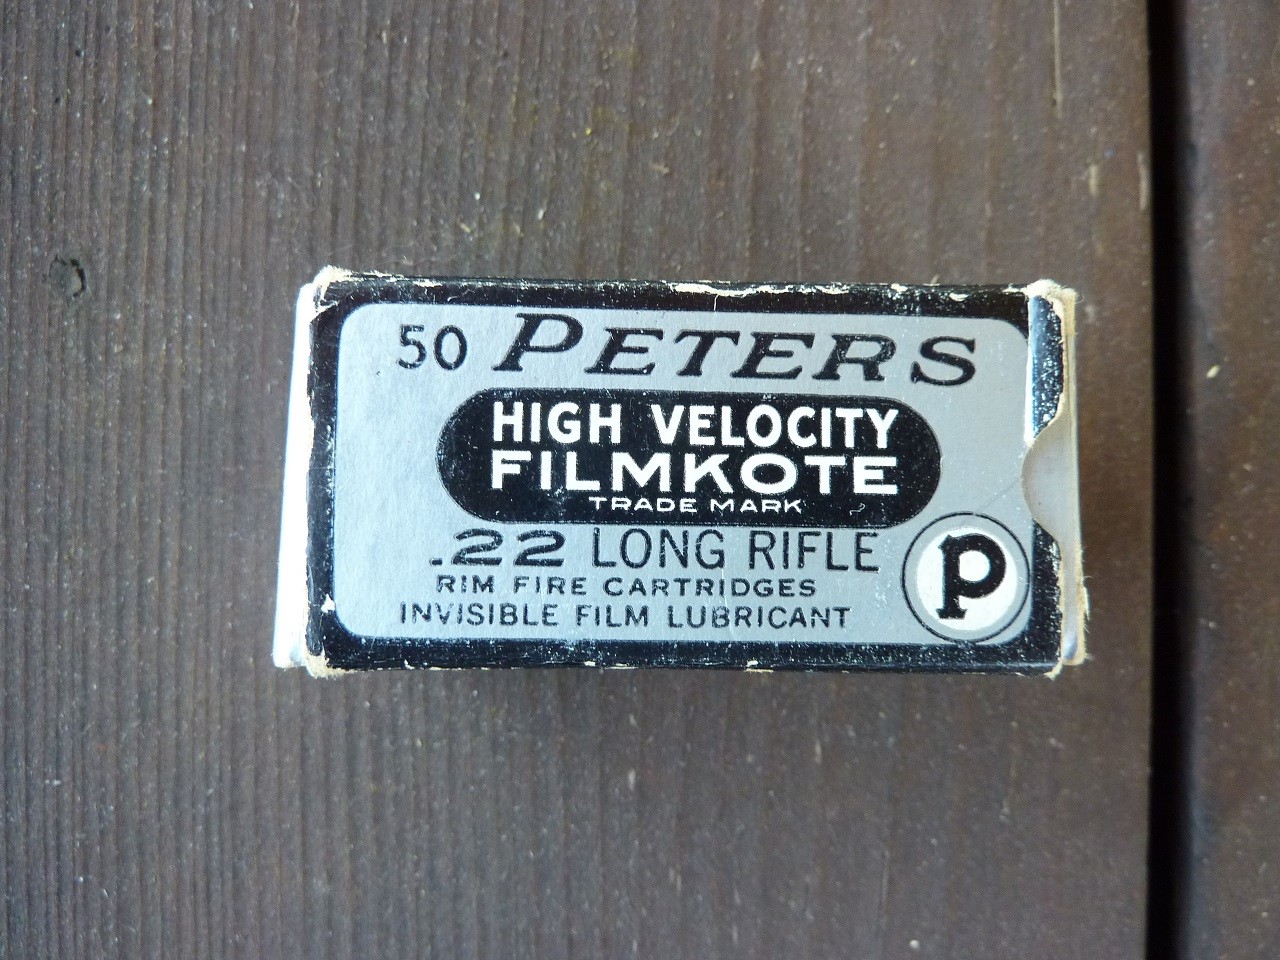 50 PETERS
HIGH VELOCITY
FILMKOTE
TRADE MARK
.22 LONG RIFLE
RIM FIRE CARTRIDGES
INVISIBLE FILM LUBRICANT
P